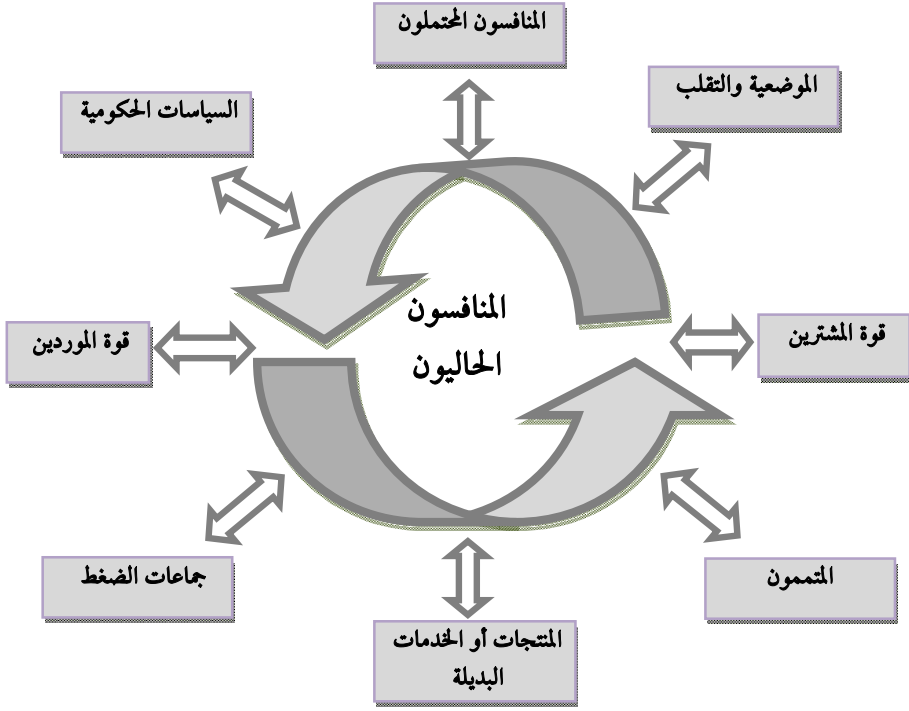 المنافسون المحتملون
الموضعية والتقلب
السياسات الحكومية
المنافسون
الحاليون
قوة المشترين
قوة الموردين
المتممون
جماعات الضغط
المنتجات أو الخدمات
البديلة